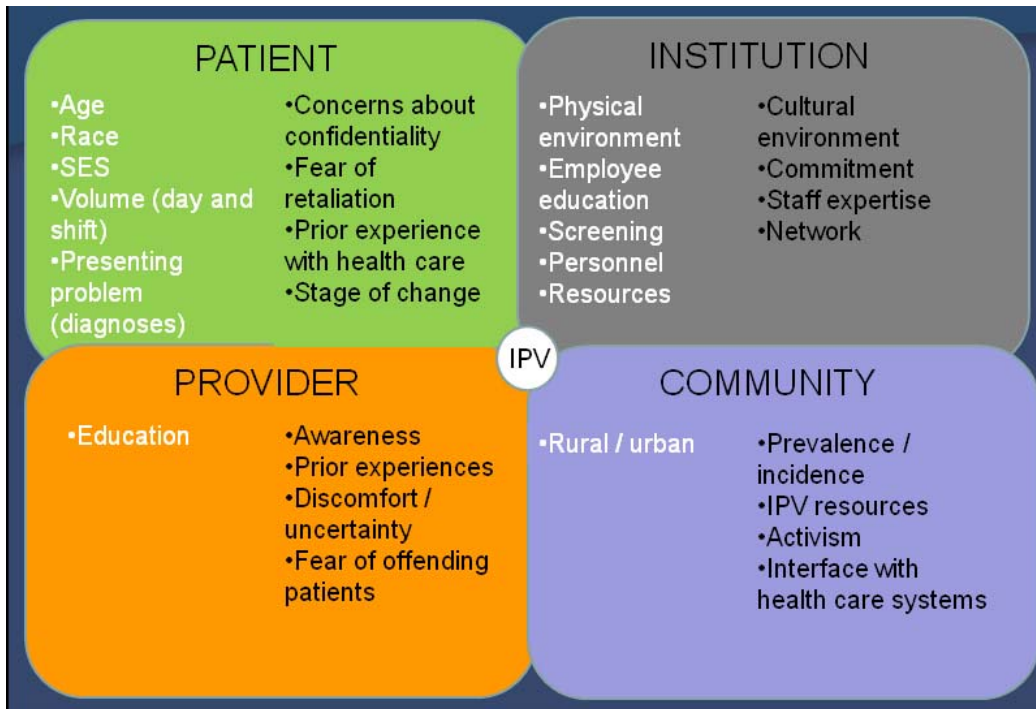 PATIENT
•Age
•Race
•SES
•Volume (day and
shift)
•Presenting
problem
(diagnoses)
•Concerns about
confidentiality
•Fear of
retaliation
•Prior experience
with health care
•Stage of change
INSTITUTION
•Physical
environment
•Employee
education
•Screening
•Personnel
•Resources
•Cultural
environment
•Commitment
•Staff expertise
•Network
IPV
PROVIDER
•Education
•Awareness
•Prior experiences
•Discomfort /
uncertainty
•Fear of offending
patients
COMMUNITY
•Rural / urban
•Prevalence /
incidence
•IPV resources
•Activism
•Interface with
health care systems